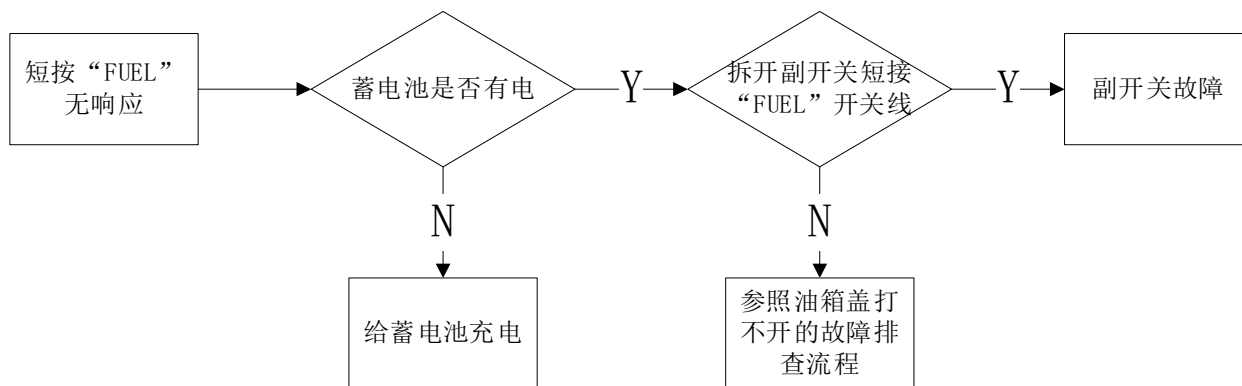 短按“FUEL”
无响应
蓄电池是否有电
Y
拆开副开关短接
“FUEL”开关线
Y
副开关故障
N
N
给蓄电池充电
参照油箱盖打
不开的故障排
查流程